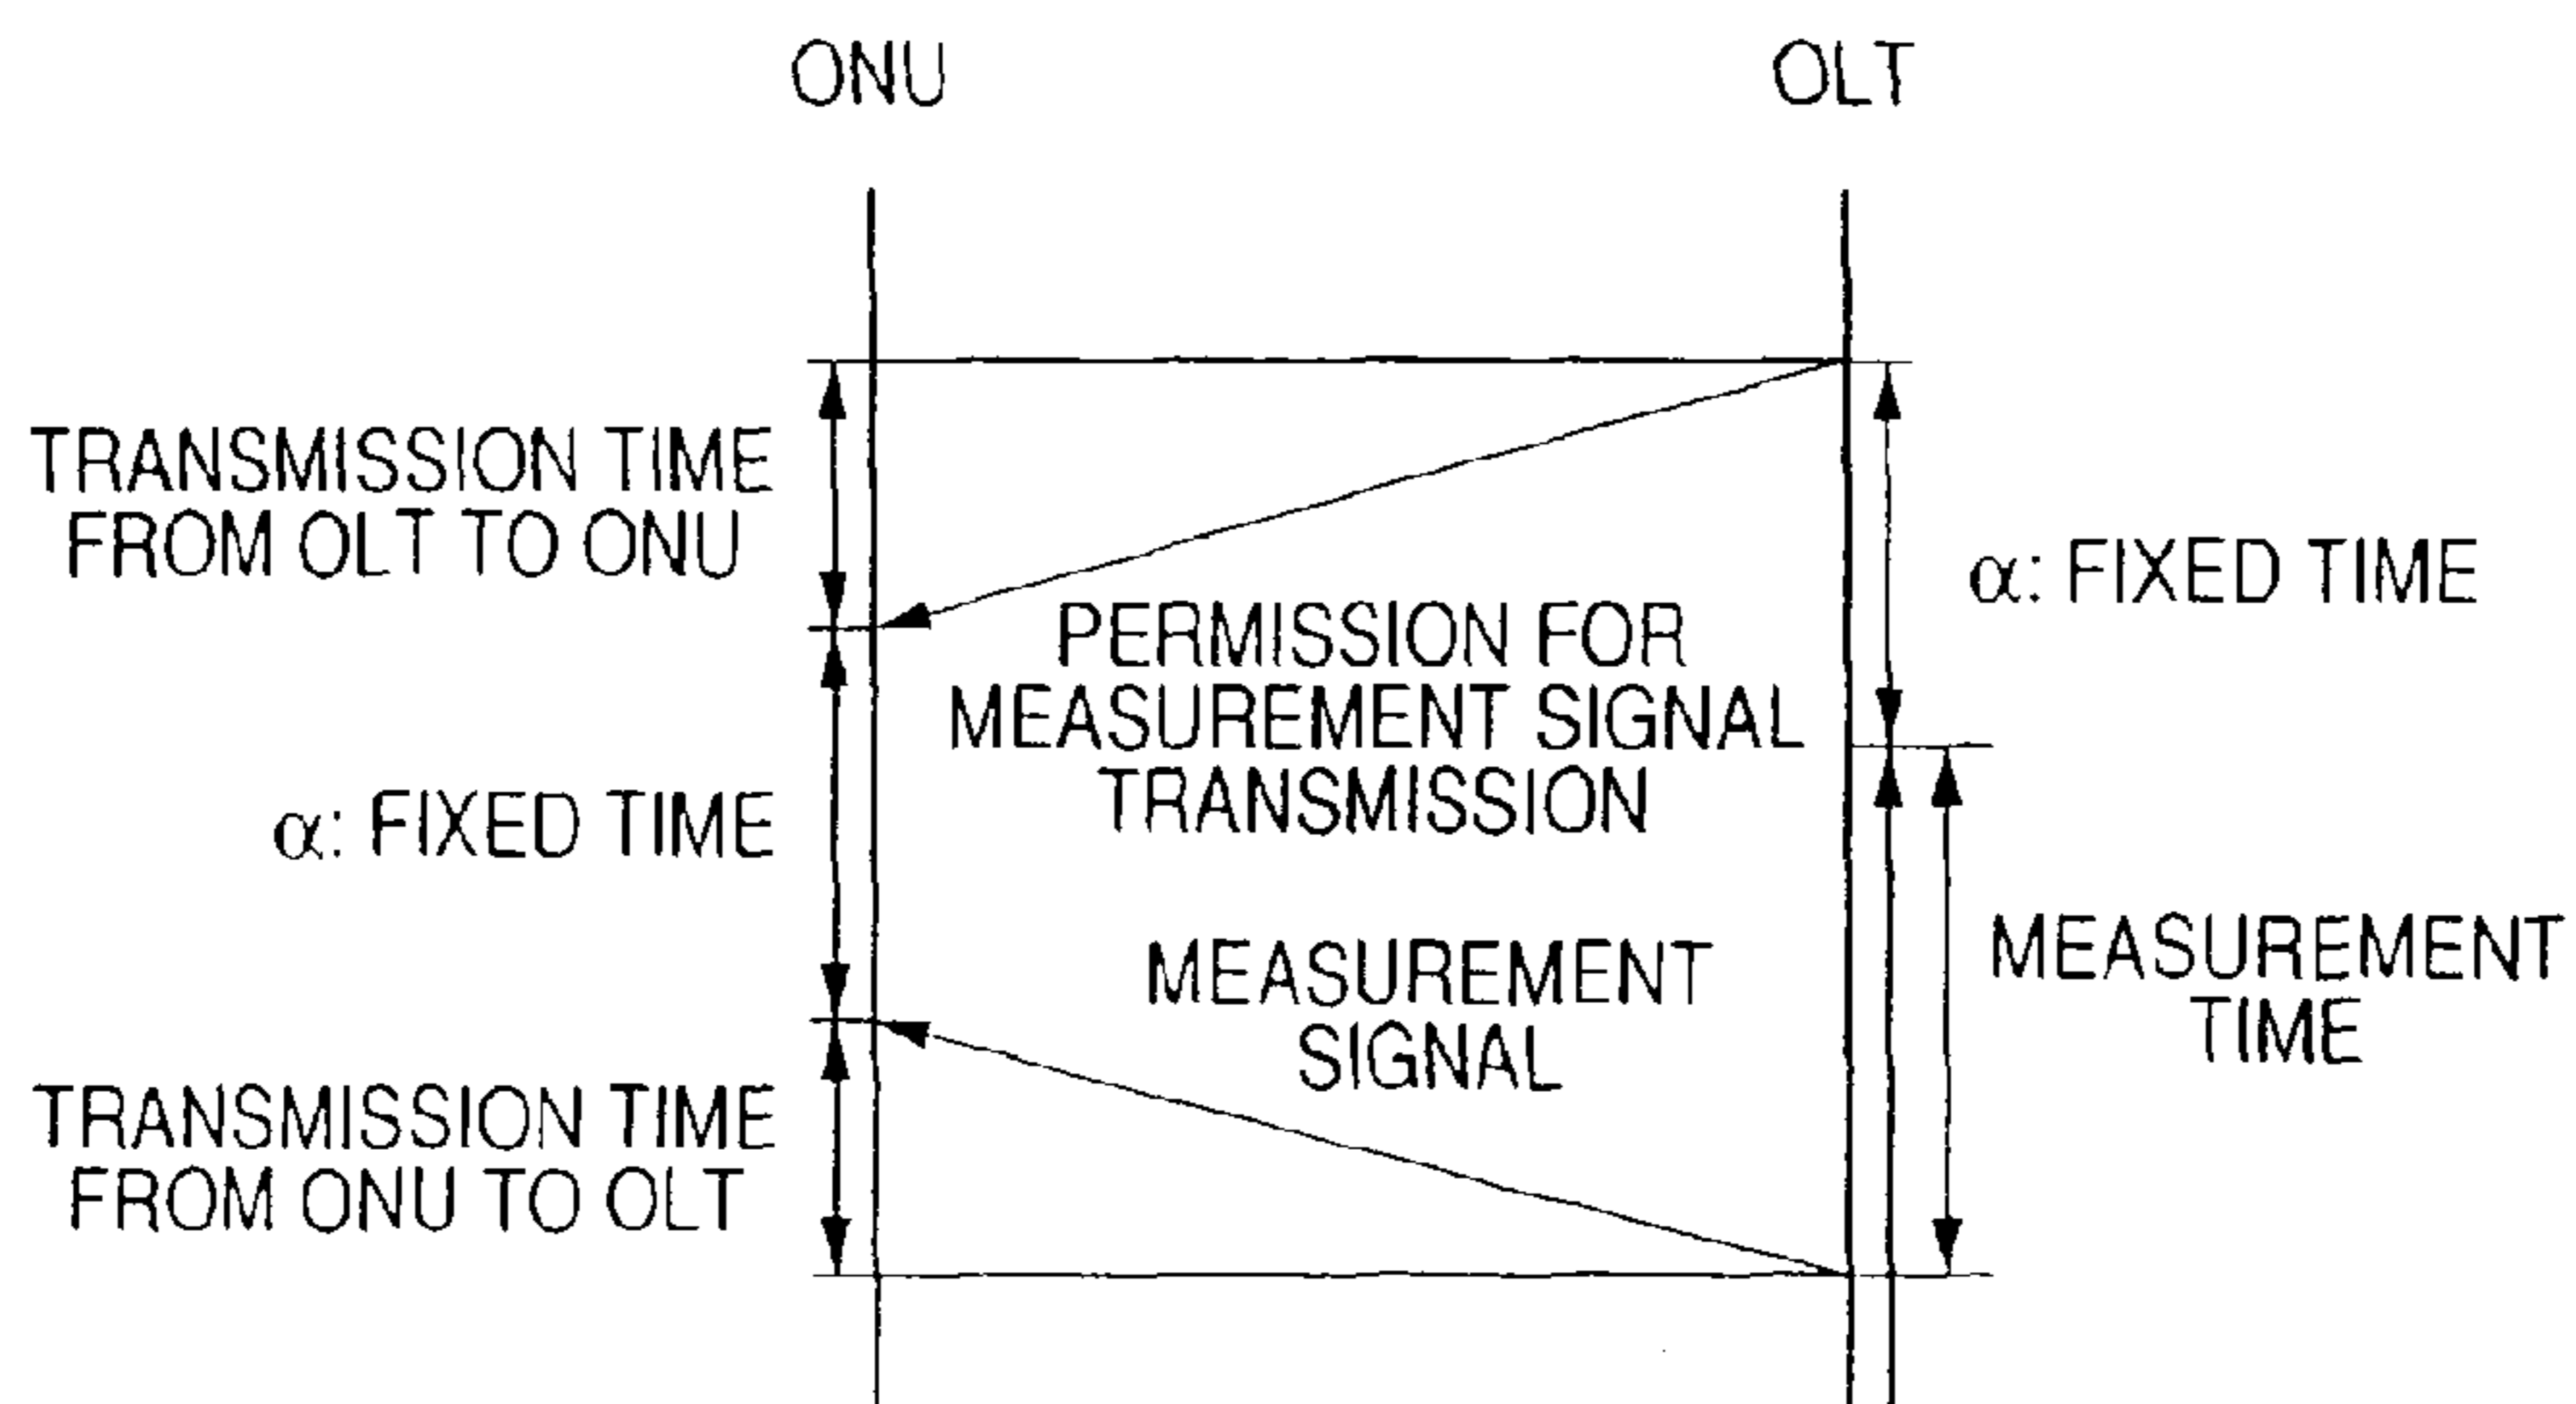 ONU
OLT
TRANSMISSION TIME
FROM OLT TO ONU
α: FIXED TIME
PERMISSION FOR
MEASUREMENT SIGNAL
TRANSMISSION
α: FIXED TIME
MEASUREMENT
SIGNAL
MEASUREMENT
TIME
TRANSMISSION TIME
FROM ONU TO OLT